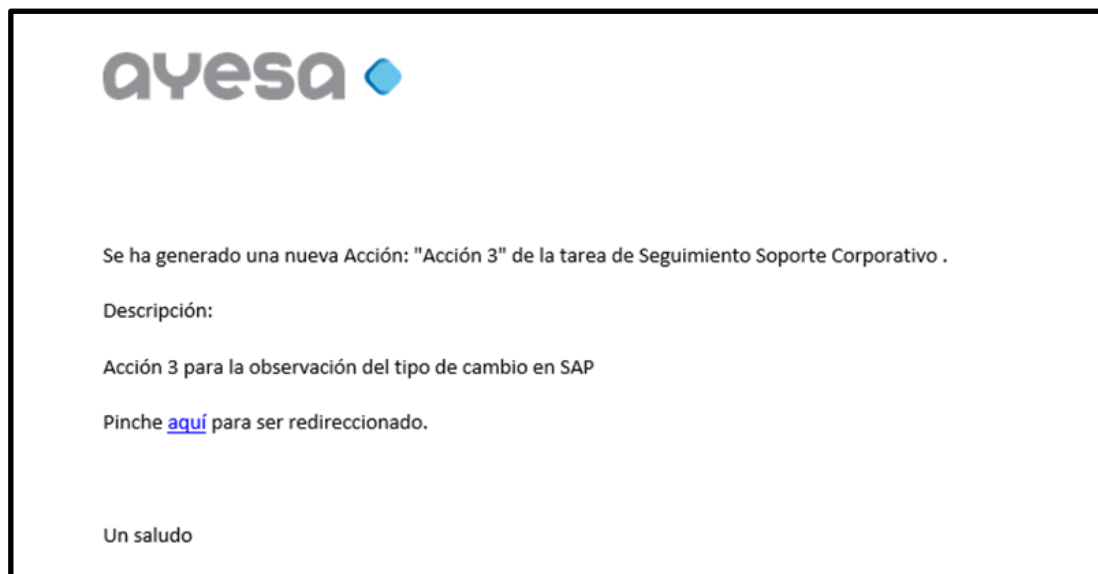 ayesa
Se ha generado una nueva Acción: "Acción 3" de la tarea de Seguimiento Soporte Corporativo .
Descripción:
Acción 3 para la observación del tipo de cambio en SAP
Pinche aquí para ser redireccionado.
Un saludo